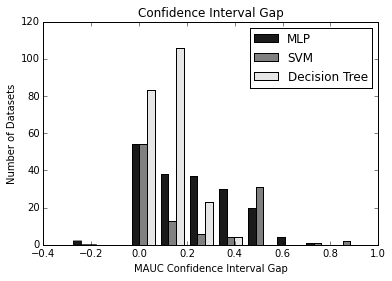 Confidence Interval Gap
MLP
SVM
Decision Tree
Number of Datasets
120
100
80
60
40
20
0
−0.4
−0.2
0.0
0.2
0.4
0.6
0.8
1.0
MAUC Confidence Interval Gap